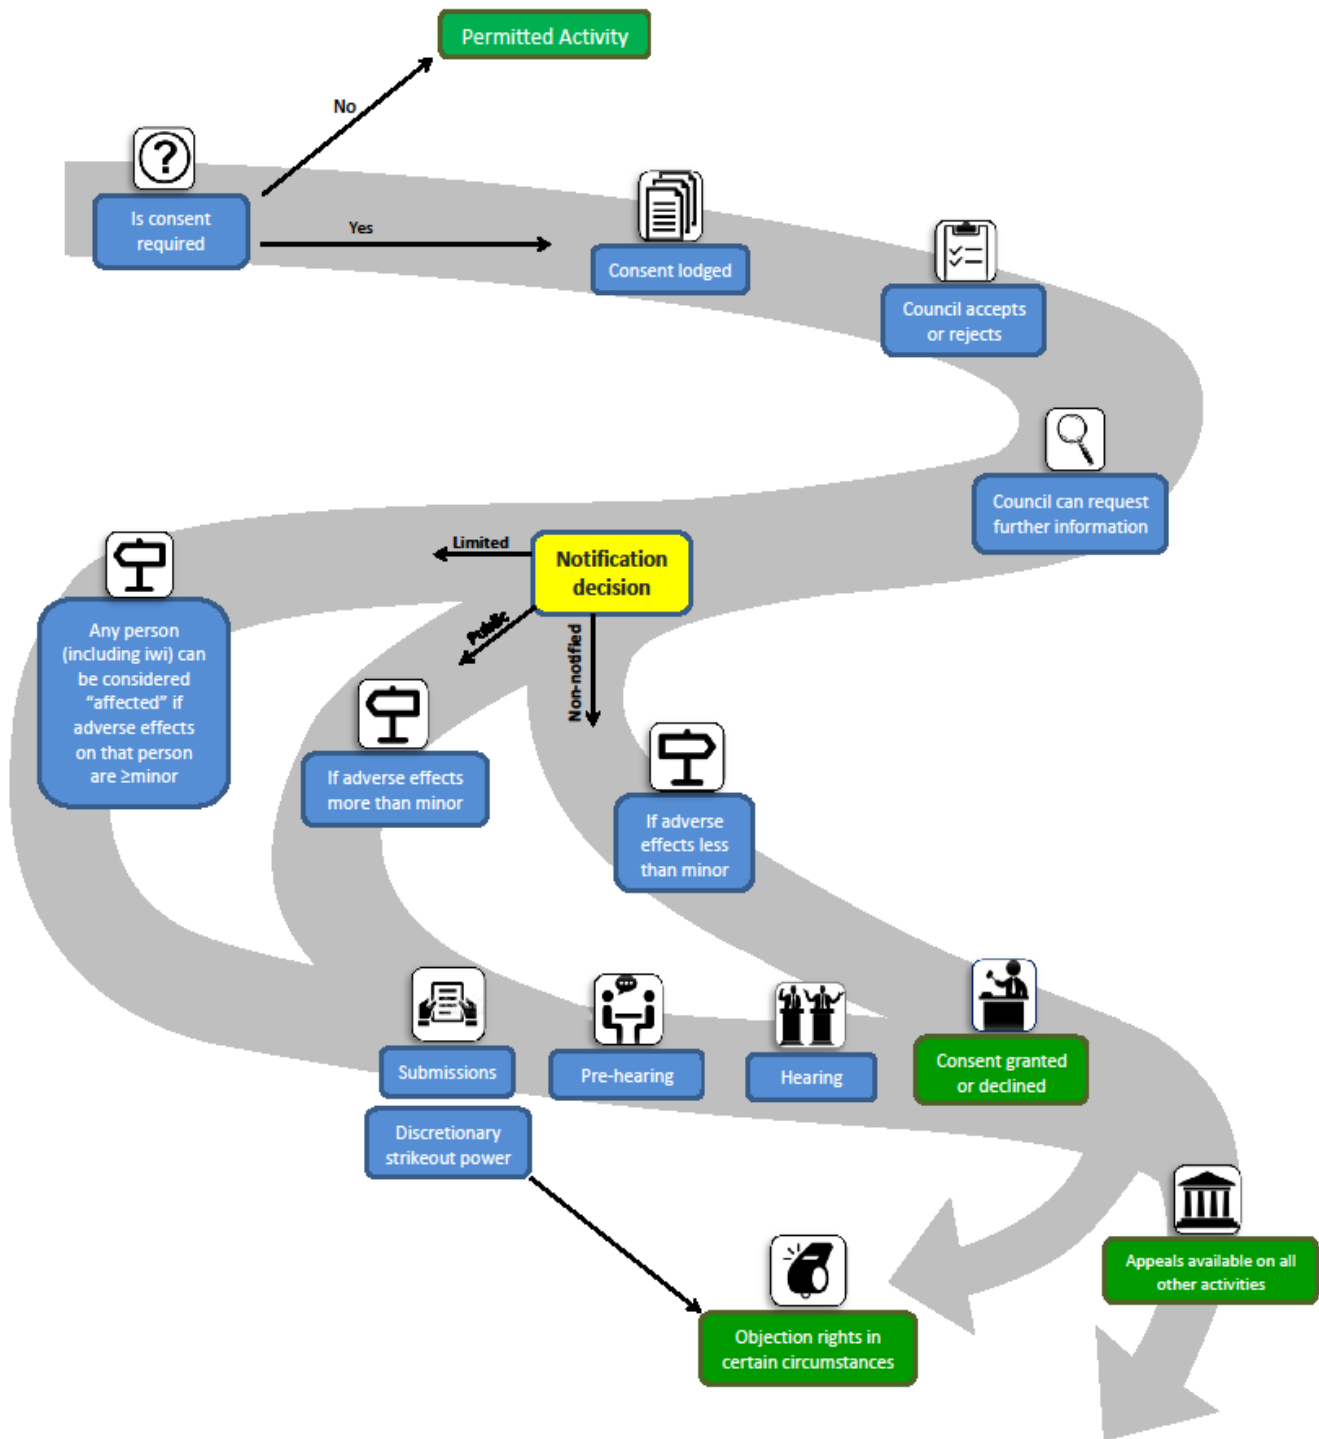 Permitted Activity
No
?
Is consent
required
Yes
Consent lodged
Council accepts
or rejects
Council can request
further information
Limited
Notification
decision
Public
Non-notified
Any person
(including iwi) can
be considered
“affected” if
adverse effects
on that person
are ≥minor
If adverse effects
more than minor
If adverse
effects less
than minor
Submissions
Pre-hearing
Hearing
Consent granted
or declined
Discretionary
strikeout power
Appeals available on all
other activities
Objection rights in
certain circumstances